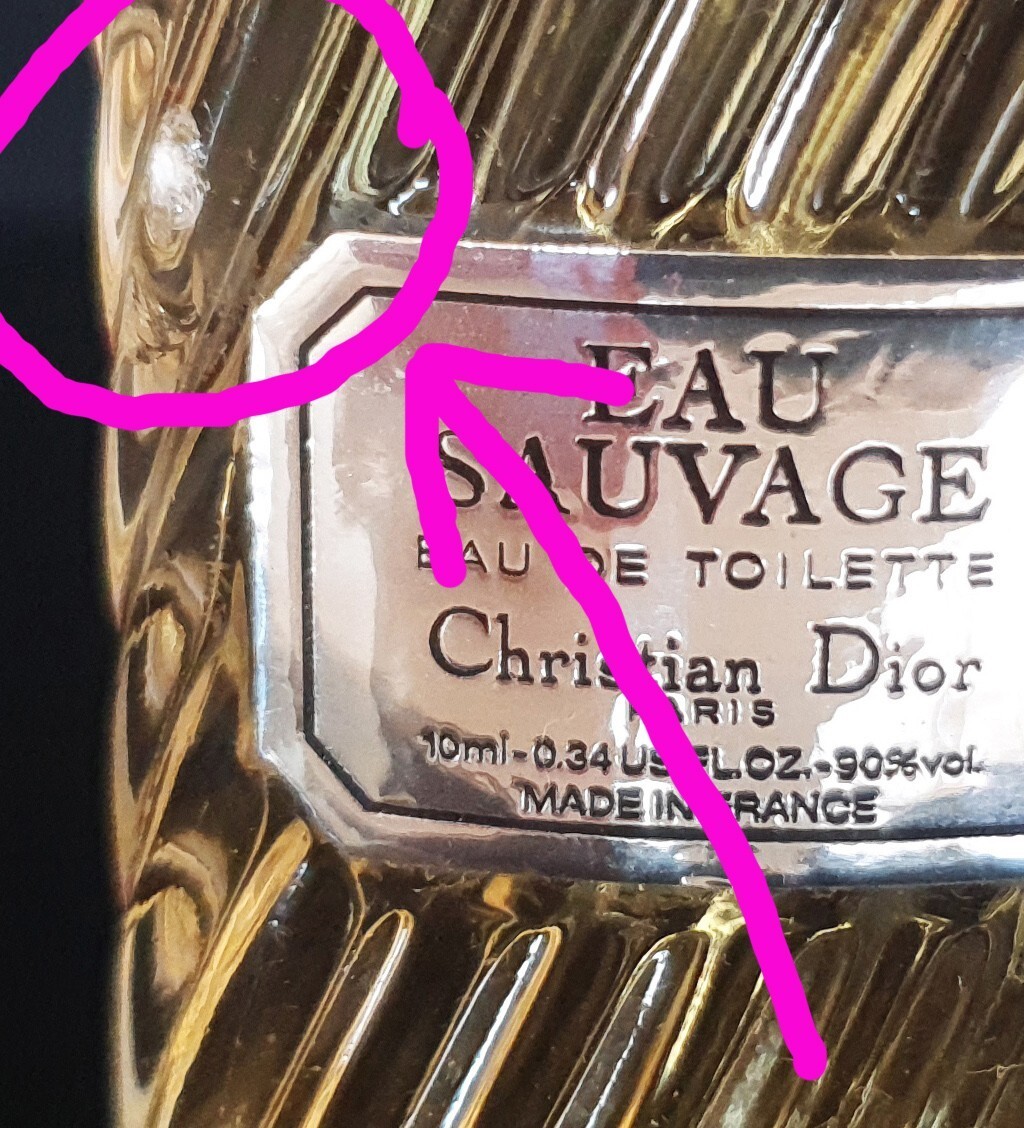 EAU
SAUVAGE
EAU DE TOILETTE
Christian Dior
PARIS
10ml-0.34 US FL.OZ.-90%vol.
MADE IN FRANCE